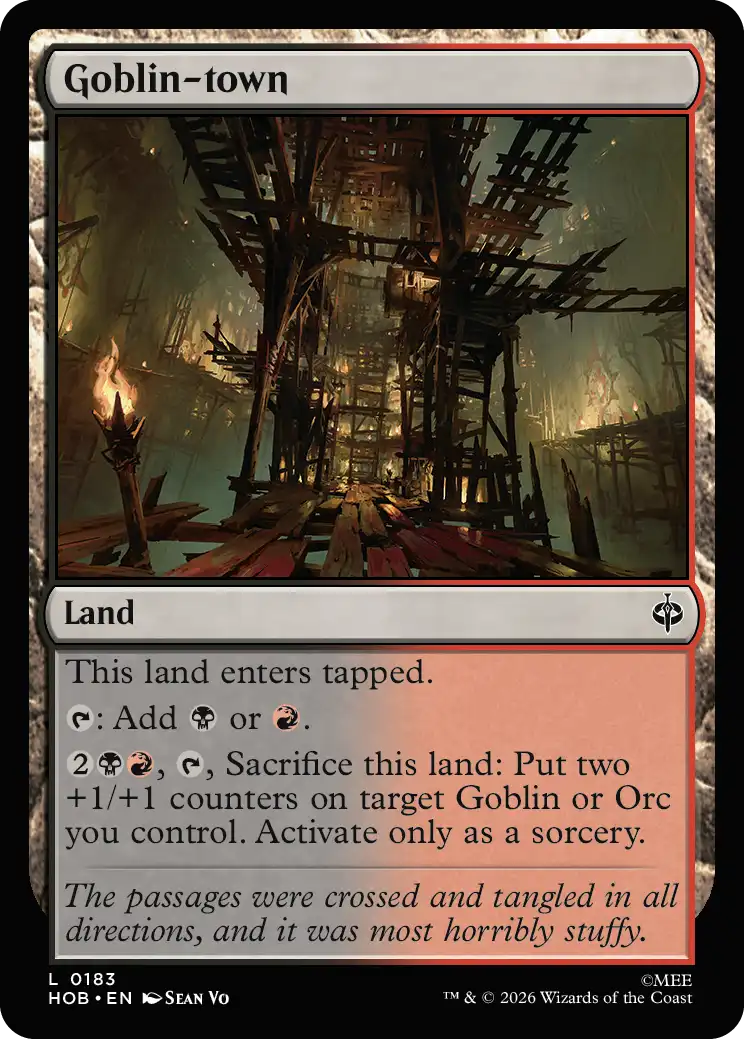 Goblin-town
Land
This land enters tapped.
: Add or .
2, , Sacrifice this land: Put two
+1/+1 counters on target Goblin or Orc
you control. Activate only as a sorcery.
The passages were crossed and tangled in all
directions, and it was most horribly stuffy.
L 0183
HOB • EN Sean Vo
©MEE
™ & © 2026 Wizards of the Coast